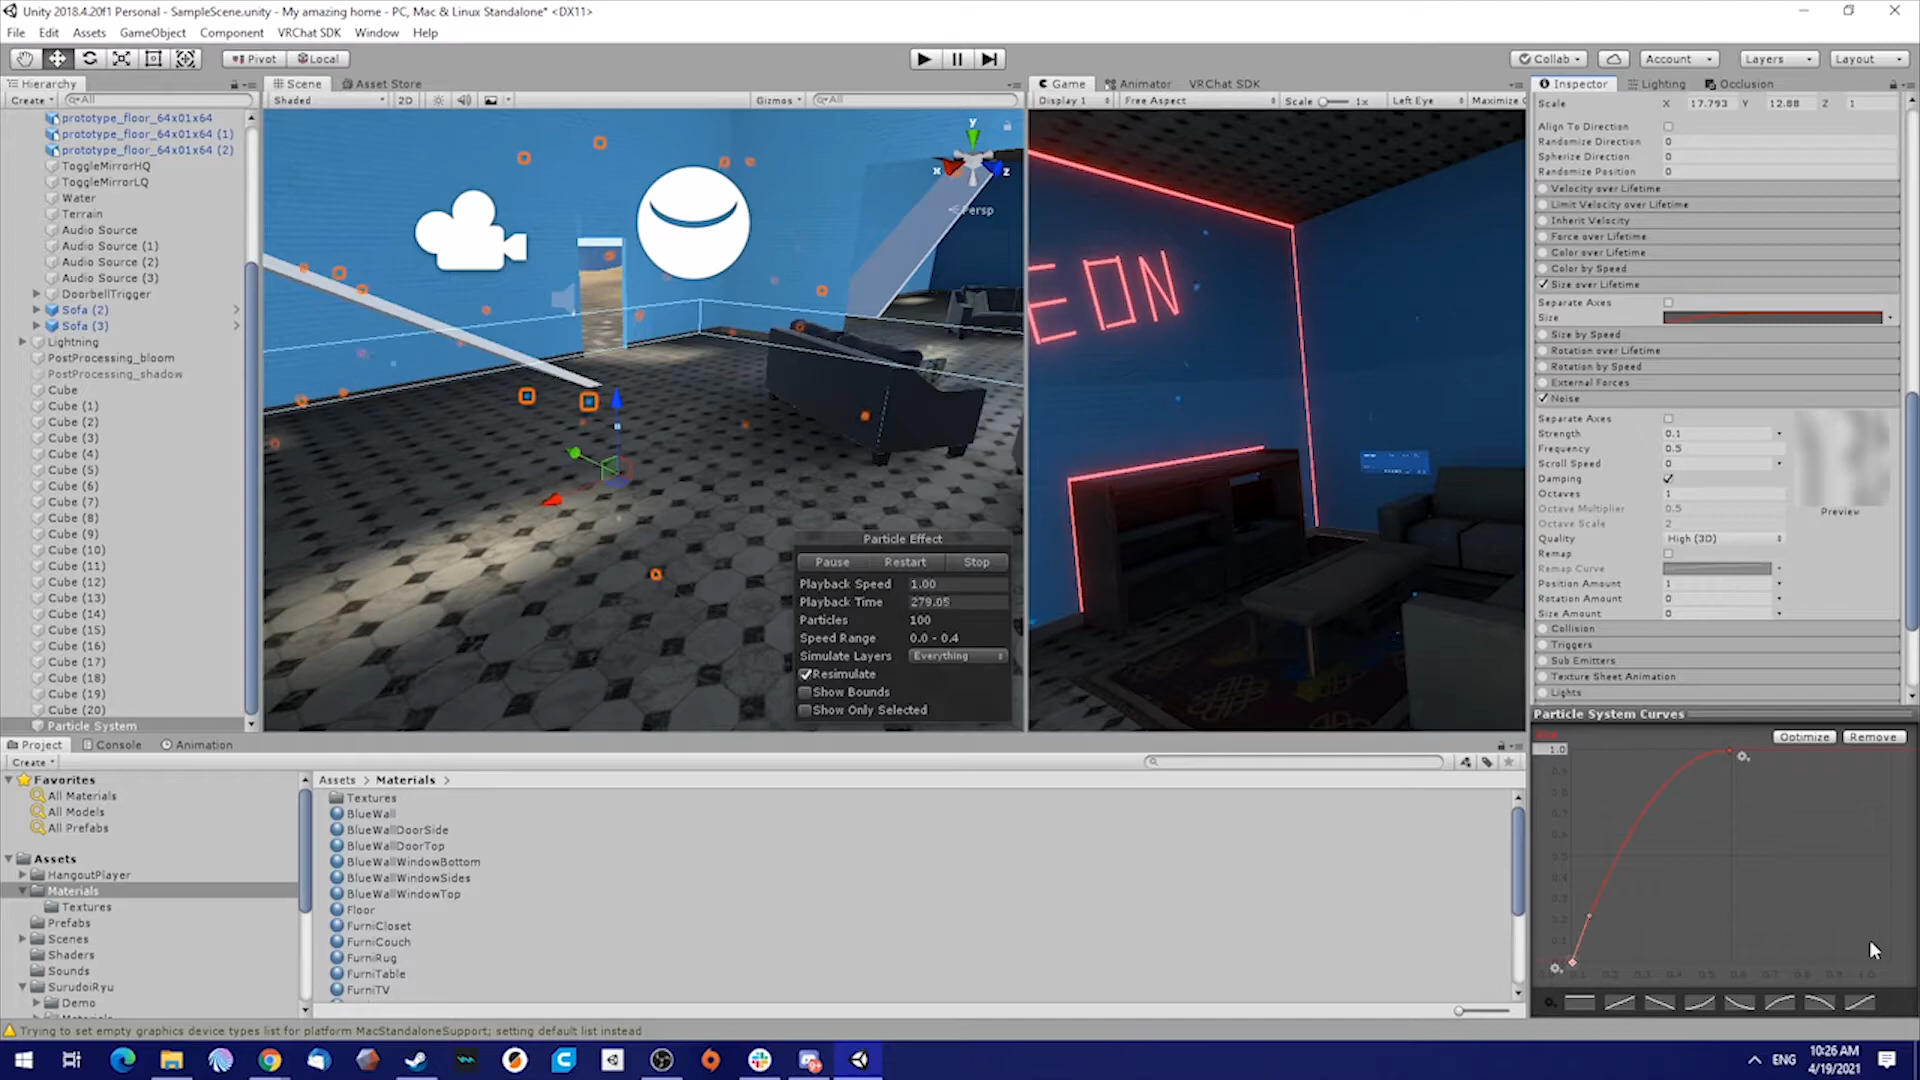 Unity 2018.4.20f1 Personal - SampleScene.unity - My amazing home - PC, Mac & Linux Standalone* <DX11>
File Edit Assets GameObject Component VRChat SDK Window Help
Pivot Local Collab Account Layers Layout
Hierarchy
Create All
prototype_floor_64x01x64
prototype_floor_64x01x64 (1)
prototype_floor_64x01x64 (2)
ToggleMirrorHQ
ToggleMirrorLQ
Water
Terrain
Audio Source
Audio Source (1)
Audio Source (2)
Audio Source (3)
DoorbellTrigger
Sofa (2)
Sofa (3)
Lightning
PostProcessing_bloom
PostProcessing_shadow
Cube
Cube (1)
Cube (2)
Cube (3)
Cube (4)
Cube (5)
Cube (6)
Cube (7)
Cube (8)
Cube (9)
Cube (10)
Cube (11)
Cube (12)
Cube (13)
Cube (14)
Cube (15)
Cube (16)
Cube (17)
Cube (18)
Cube (19)
Cube (20)
Particle System
Scene Asset Store
Shaded 2D Gizmos All
y
x z
Persp
Particle Effect
Pause Restart Stop
Playback Speed 1.00
Playback Time 279.05
Particles 100
Speed Range 0.0 - 0.4
Simulate Layers Everything
Resimulate
Show Bounds
Show Only Selected
Game Animator VRChat SDK
Display 1 Free Aspect Scale 1x Left Eye Maximize
EON
Inspector Lighting Occlusion
Scale X 17.793 Y 12.88 Z 1
Align To Direction
Randomize Direction 0
Spherize Direction 0
Randomize Position 0
Velocity over Lifetime
Limit Velocity over Lifetime
Inherit Velocity
Force over Lifetime
Color over Lifetime
Color by Speed
Size over Lifetime
Separate Axes
Size
Size by Speed
Rotation over Lifetime
Rotation by Speed
External Forces
Noise
Separate Axes
Strength 0.1
Frequency 0.5
Scroll Speed 0
Damping
Octaves 1
Octave Multiplier 0.5
Octave Scale 2
Quality High (3D)
Remap
Remap Curve
Position Amount 1
Rotation Amount 0
Size Amount 0
Preview
Collision
Triggers
Sub Emitters
Texture Sheet Animation
Lights
Particle System Curves
Optimize Remove
1.0
Project Console Animation
Create
Favorites
All Materials
All Models
All Prefabs
Assets
HangoutPlayer
Materials
Textures
Prefabs
Scenes
Shaders
Sounds
SurudoiRyu
Demo
Assets > Materials >
Textures
BlueWall
BlueWallDoorSide
BlueWallDoorTop
BlueWallWindowBottom
BlueWallWindowSides
BlueWallWindowTop
Floor
FurniCloset
FurniCouch
FurniRug
FurniTable
FurniTV
Trying to set empty graphics device types list for platform MacStandaloneSupport; setting default list instead
ENG
10:26 AM
4/19/2021